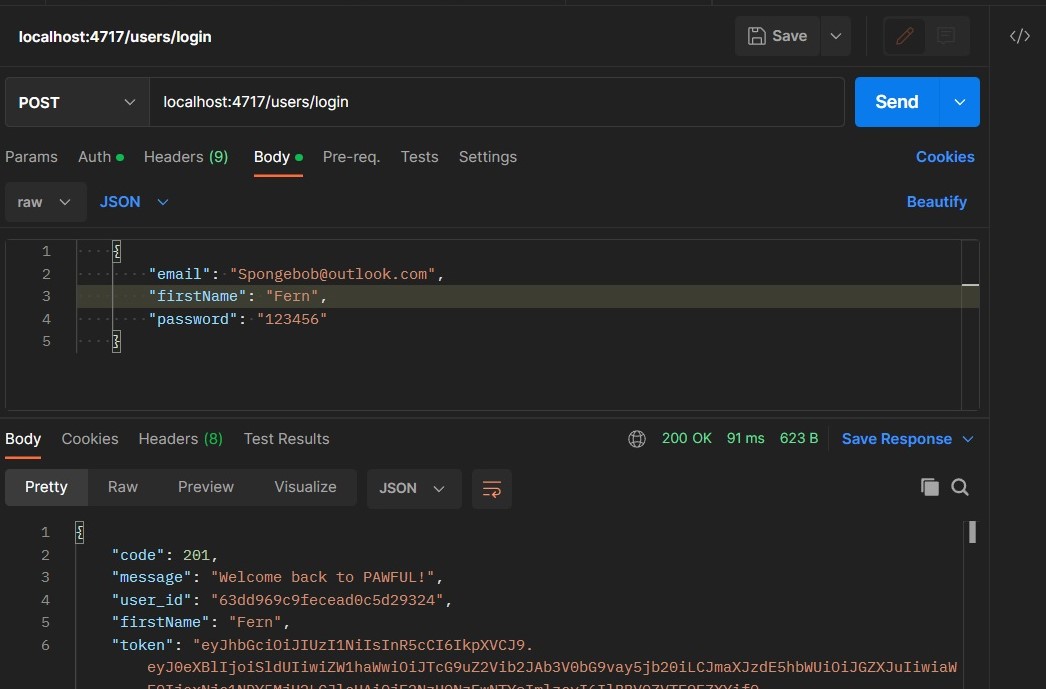 localhost:4717/users/login
Save
</>
POST
localhost:4717/users/login
Send
Params Auth Headers (9) Body Pre-req. Tests Settings Cookies
raw JSON Beautify
1 {
2 "email": "Spongebob@outlook.com",
3 "firstName": "Fern",
4 "password": "123456"
5 }
Body Cookies Headers (8) Test Results 200 OK 91 ms 623 B Save Response
Pretty Raw Preview Visualize JSON
1 {
2 "code": 201,
3 "message": "Welcome back to PAWFUL!",
4 "user_id": "63dd969c9fecead0c5d29324",
5 "firstName": "Fern",
6 "token": "eyJhbGciOiJIUzI1NiIsInR5cCI6IkpXVCJ9.
eyJ0eXBlIjoiSldUIiwiZW1haWwiOiJTcG9uZ2Vib2JAb3V0bG9vay5jb20iLCJmaXJzdE5hbWUiOiJGZXJuIiwiaW